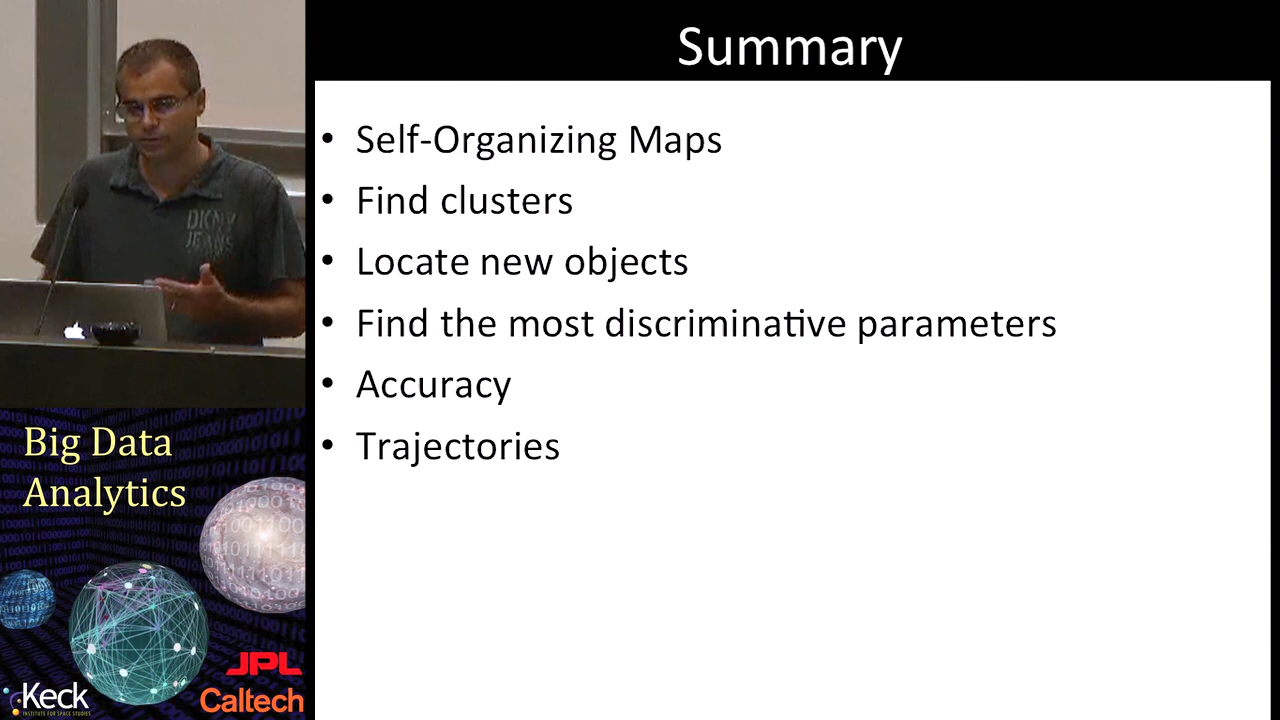 Summary
• Self-Organizing Maps
• Find clusters
• Locate new objects
• Find the most discriminative parameters
• Accuracy
• Trajectories
DKNY
JEANS
Big Data
Analytics
JPL
Keck
INSTITUTE FOR SPACE STUDIES
Caltech